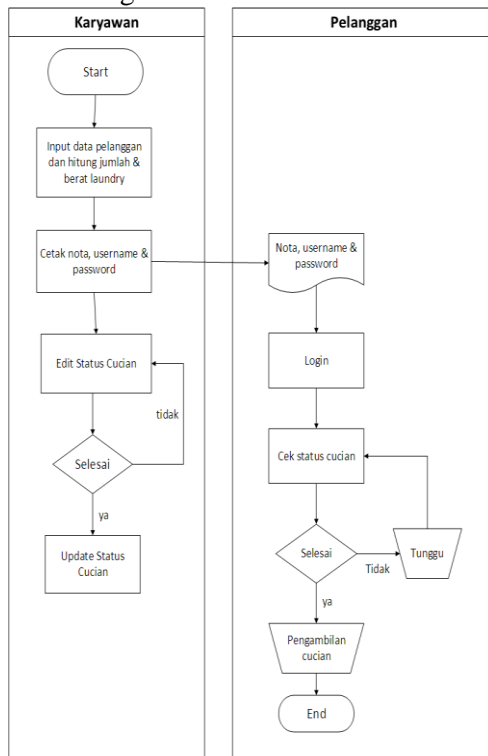 Karyawan
Start
Input data pelanggan
dan hitung jumlah &
berat laundry
Cetak nota, username &
password
Edit Status Cucian
tidak
Selesai
ya
Update Status
Cucian
Pelanggan
Nota, username &
password
Login
Cek status cucian
Selesai
Tidak
Tunggu
ya
Pengambilan
cucian
End